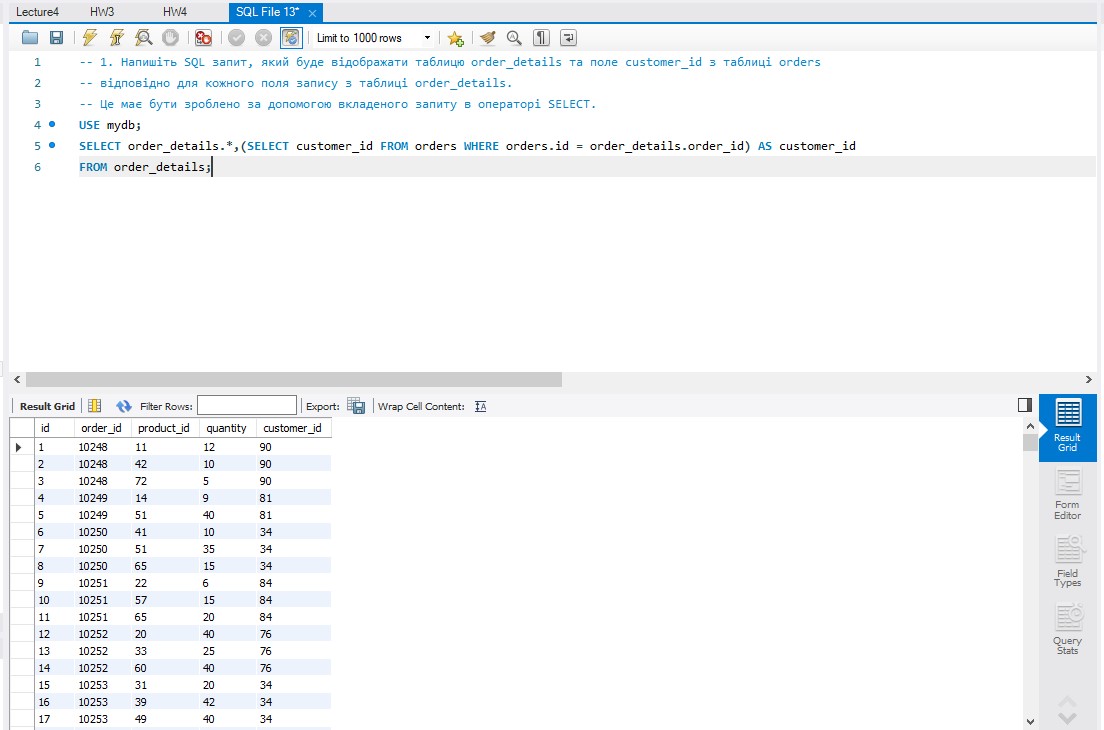 Lecture4 HW3 HW4 SQL File 13*
Limit to 1000 rows
1 -- 1. Напишіть SQL запит, який буде відображати таблицю order_details та поле customer_id з таблиці orders
2 -- відповідно для кожного поля запису з таблиці order_details.
3 -- Це має бути зроблено за допомогою вкладеного запиту в операторі SELECT.
4 USE mydb;
5 SELECT order_details.*,(SELECT customer_id FROM orders WHERE orders.id = order_details.order_id) AS customer_id
6 FROM order_details;
Result Grid Filter Rows: Export: Wrap Cell Content: IA
id order_id product_id quantity customer_id
1 10248 11 12 90
2 10248 42 10 90
3 10248 72 5 90
4 10249 14 9 81
5 10249 51 40 81
6 10250 41 10 34
7 10250 51 35 34
8 10250 65 15 34
9 10251 22 6 84
10 10251 57 15 84
11 10251 65 20 84
12 10252 20 40 76
13 10252 33 25 76
14 10252 60 40 76
15 10253 31 20 34
16 10253 39 42 34
17 10253 49 40 34
Result
Grid
Form
Editor
Field
Types
Query
Stats